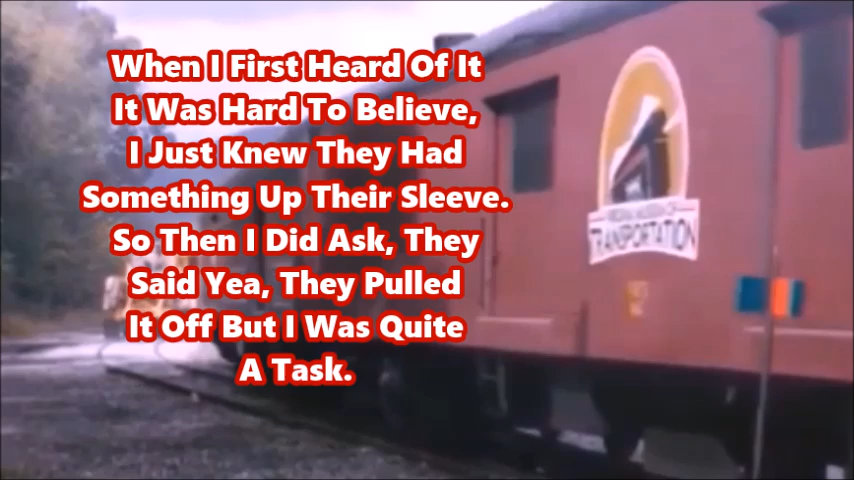 When I First Heard Of It
It Was Hard To Believe,
I Just Knew They Had
Something Up Their Sleeve.
So Then I Did Ask, They
Said Yea, They Pulled
It Off But I Was Quite
A Task.
TRANSPORTATION